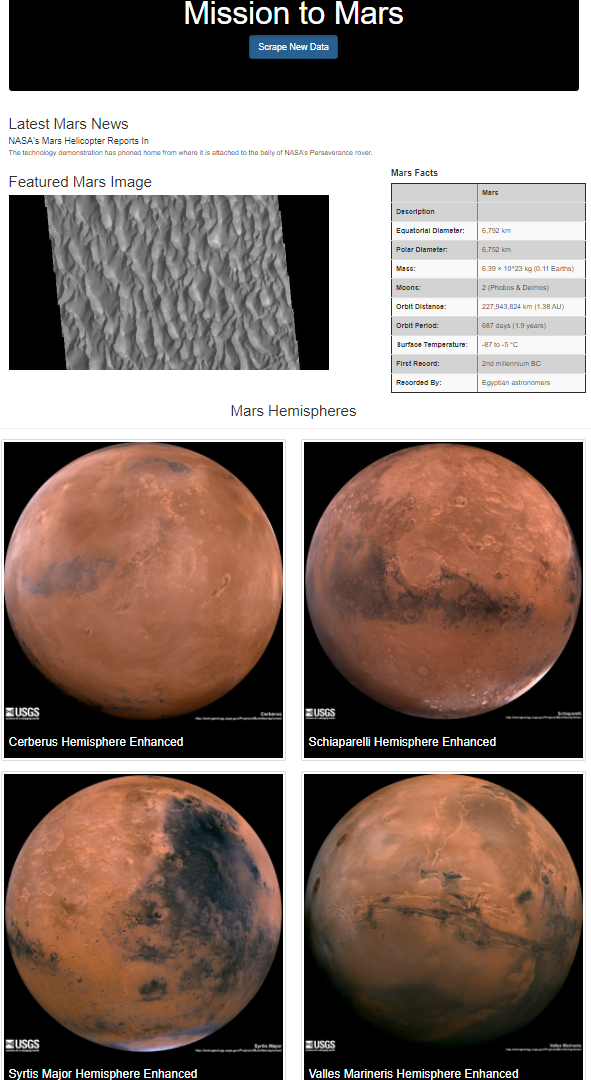 Mission to Mars
Scrape New Data
Latest Mars News
NASA's Mars Helicopter Reports In
The technology demonstration has phoned home from where it is attached to the belly of NASA's Perseverance rover.
Featured Mars Image
Mars Facts
Mars
Description
Equatorial Diameter: 6,792 km
Polar Diameter: 6,752 km
Mass: 6.39 × 10^23 kg (0.11 Earths)
Moons: 2 (Phobos & Deimos)
Orbit Distance: 227,943,824 km (1.38 AU)
Orbit Period: 687 days (1.9 years)
Surface Temperature: -87 to -5 °C
First Record: 2nd millennium BC
Recorded By: Egyptian astronomers
Mars Hemispheres
USGS
Cerberus
Cerberus Hemisphere Enhanced
USGS
Schiaparelli
Schiaparelli Hemisphere Enhanced
USGS
Syrtis Major
Syrtis Major Hemisphere Enhanced
USGS
Valles Marineris
Valles Marineris Hemisphere Enhanced